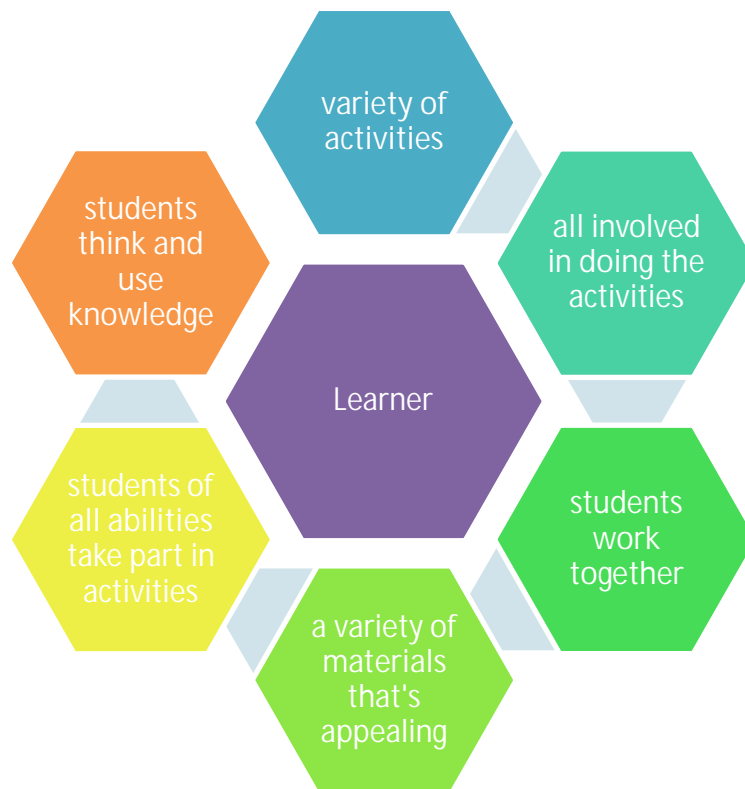 variety of
activities
all involved
in doing the
activities
students
work
together
a variety of
materials
that's
appealing
students of
all abilities
take part in
activities
students
think and
use
knowledge
Learner